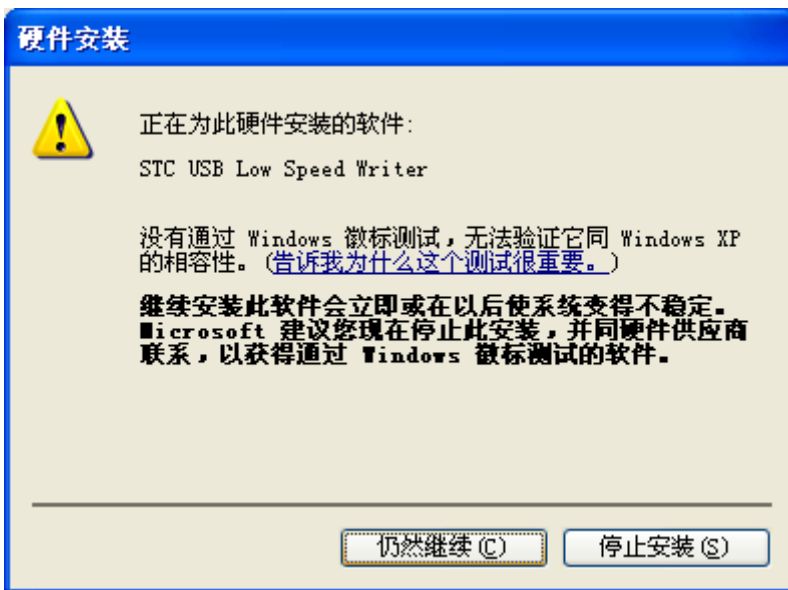 硬件安装
正在为此硬件安装的软件:
STC USB Low Speed Writer
没有通过 Windows 徽标测试，无法验证它同 Windows XP
的相容性。(告诉我为什么这个测试很重要。)
继续安装此软件会立即或在以后使系统变得不稳定。
Microsoft 建议您现在停止此安装，并同硬件供应商
联系，以获得通过 Windows 徽标测试的软件。
仍然继续(C)
停止安装(S)